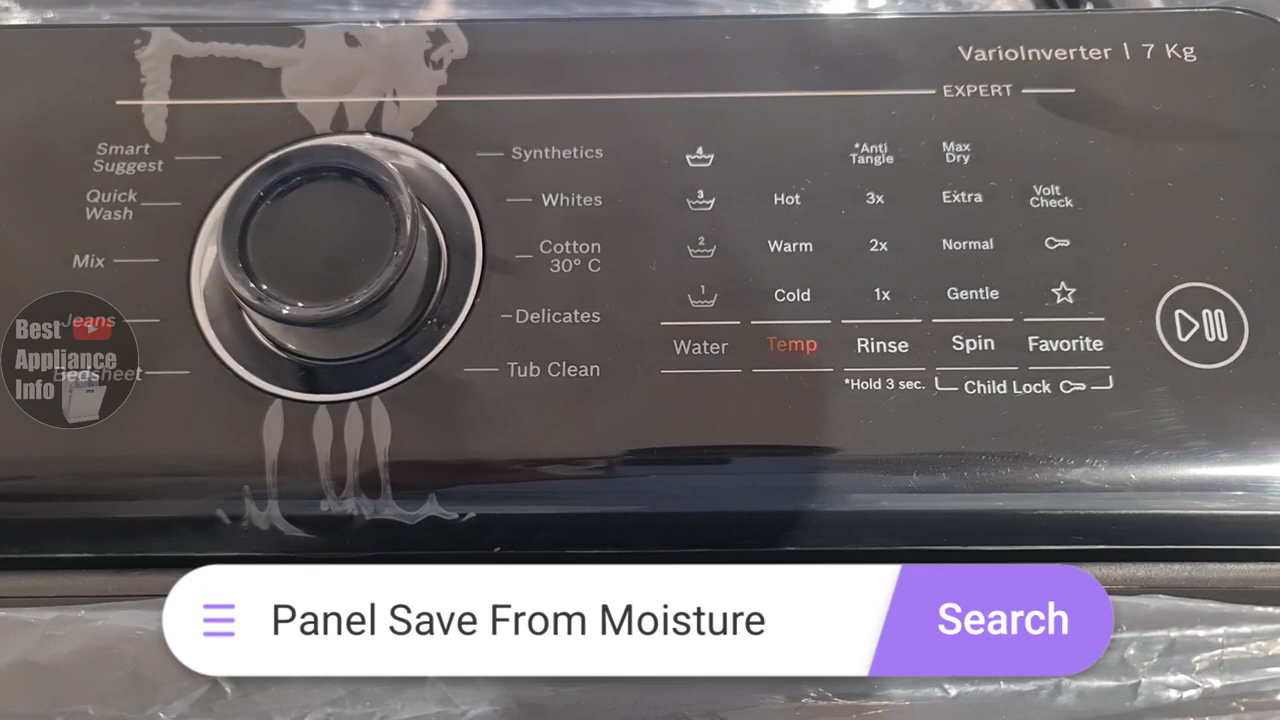 VarioInverter | 7 Kg
EXPERT
Smart
Suggest
Quick
Wash
Mix
Jeans
Bedsheet
Synthetics
Whites
Cotton
30° C
Delicates
Tub Clean
4
*Anti
Tangle
Max
Dry
3
Hot
3x
Extra
Volt
Check
2
Warm
2x
Normal
1
Cold
1x
Gentle
Water
Temp
Rinse
Spin
Favorite
*Hold 3 sec.
Child Lock
Best
Appliance
Info
Panel Save From Moisture
Search